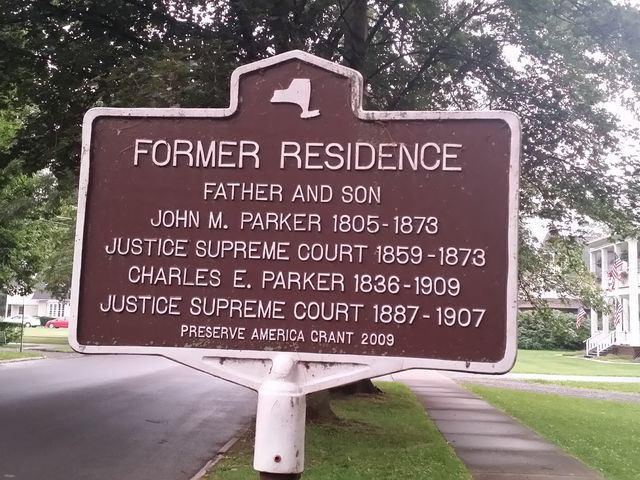 FORMER RESIDENCE
FATHER AND SON
JOHN M. PARKER 1805-1873
JUSTICE SUPREME COURT 1859-1873
CHARLES E. PARKER 1836-1909
JUSTICE SUPREME COURT 1887-1907
PRESERVE AMERICA GRANT 2009